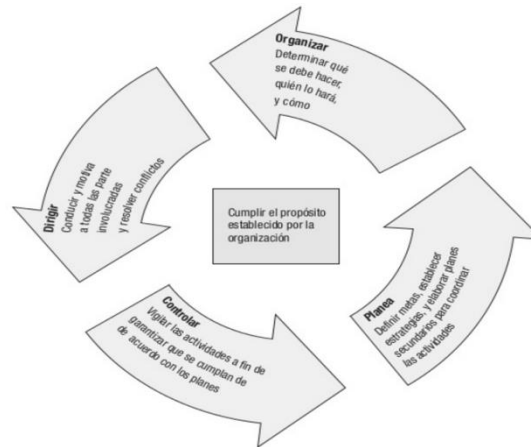 Organizar
Determinar qué
se debe hacer,
quién lo hará,
y cómo
Dirigir
Conducir y motiva
a todas las parte
involucradas
y resolver conflictos
Cumplir el propósito
establecido por la
organización
Planea
Definir metas, establecer
estrategias, y elaborar planes
secundarios para coordinar
las actividades
Controlar
Vigilar las actividades a fin de
garantizar que se cumplan de
de acuerdo con los planes